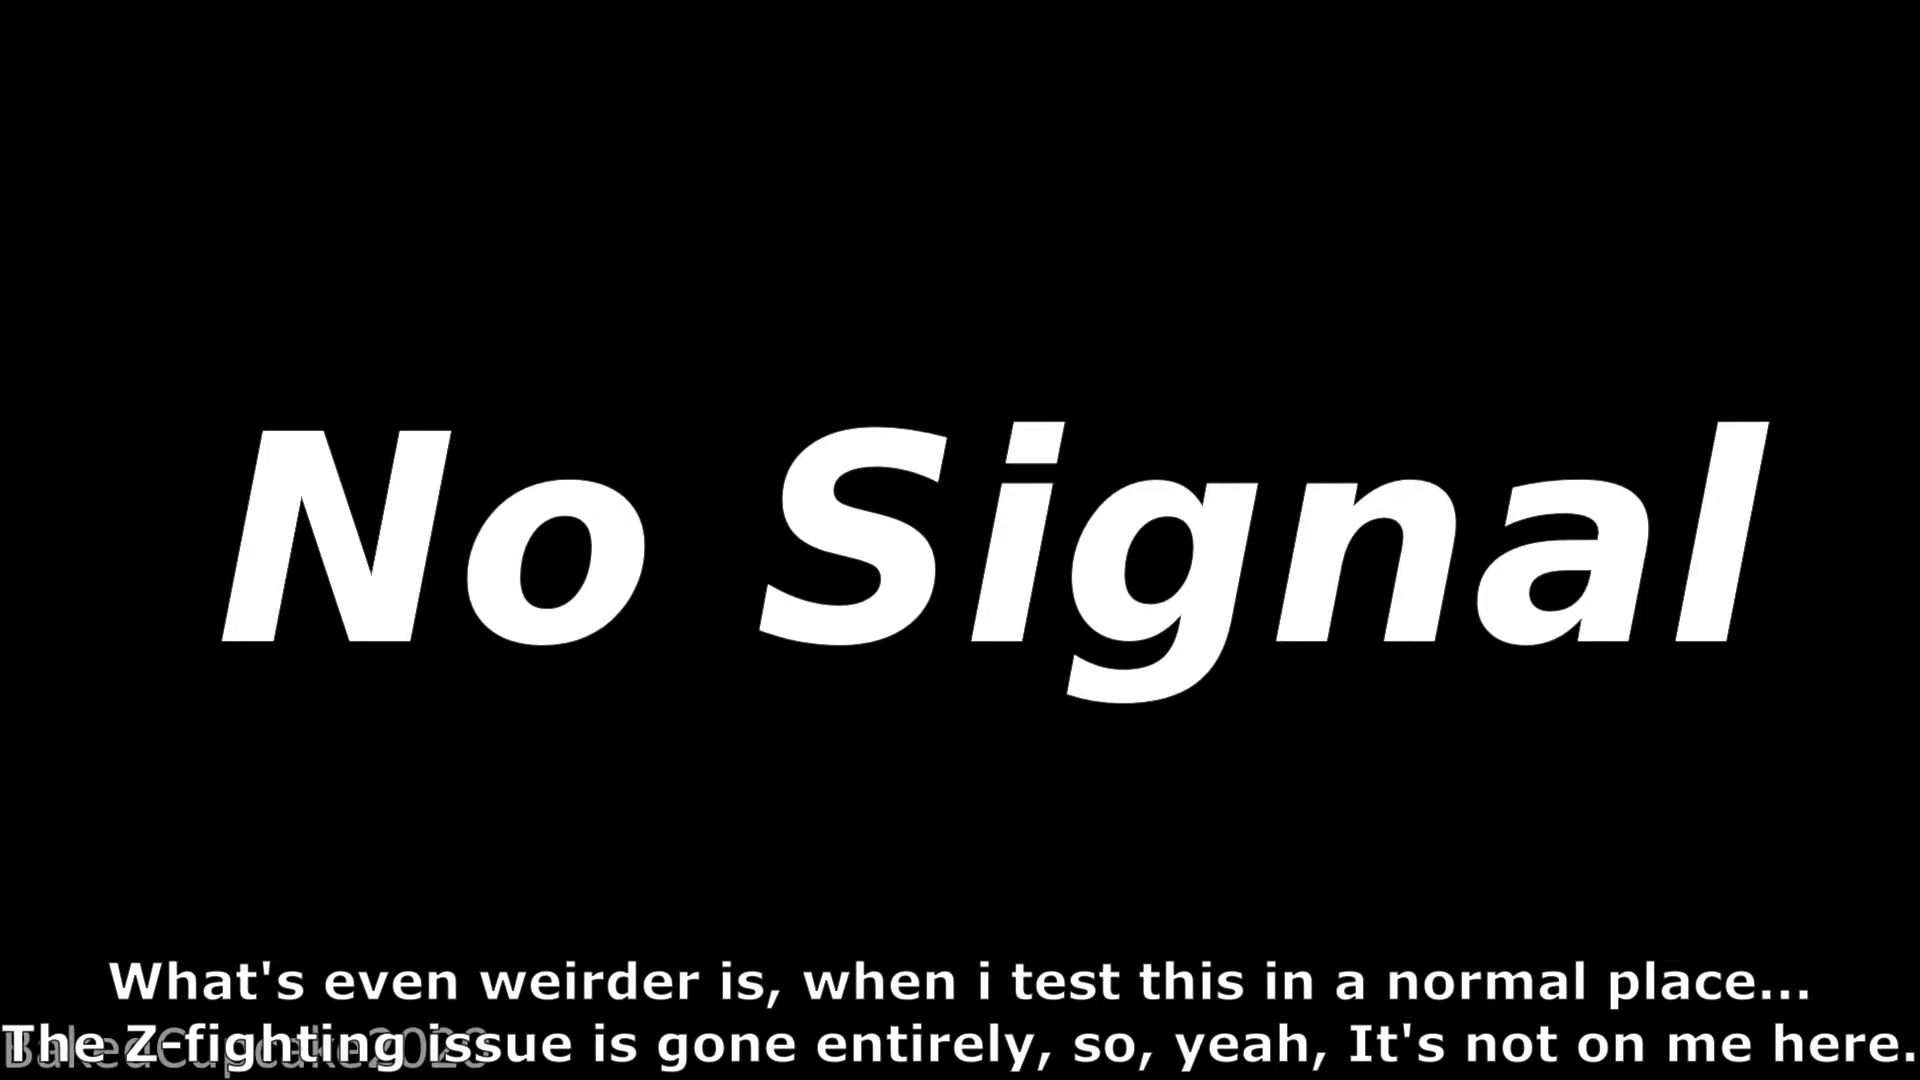 No Signal
What's even weirder is, when i test this in a normal place...
The Z-fighting issue is gone entirely, so, yeah, It's not on me here.
BakedCupcake2020